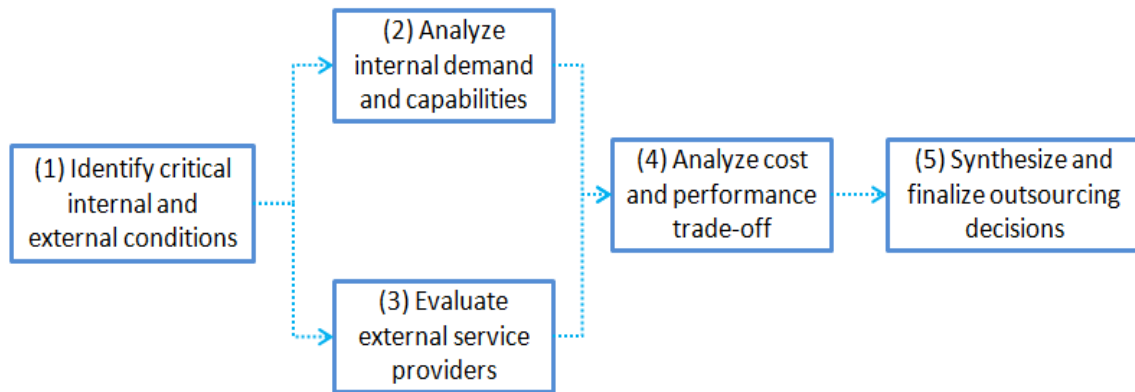 (1) Identify critical
internal and
external conditions
(2) Analyze
internal demand
and capabilities
(3) Evaluate
external service
providers
(4) Analyze cost
and performance
trade-off
(5) Synthesize and
finalize outsourcing
decisions